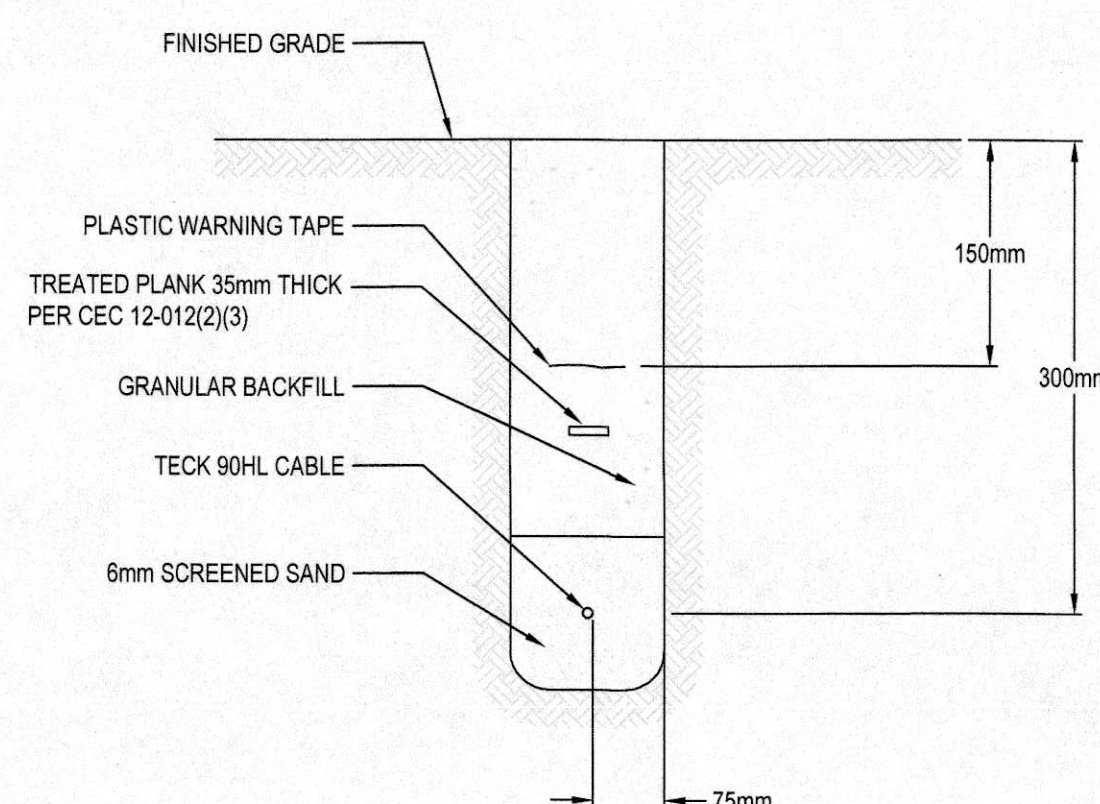 FINISHED GRADE
PLASTIC WARNING TAPE
TREATED PLANK 35mm THICK
PER CEC 12-012(2)(3)
GRANULAR BACKFILL
TECK 90HL CABLE
6mm SCREENED SAND
150mm
300mm
75mm